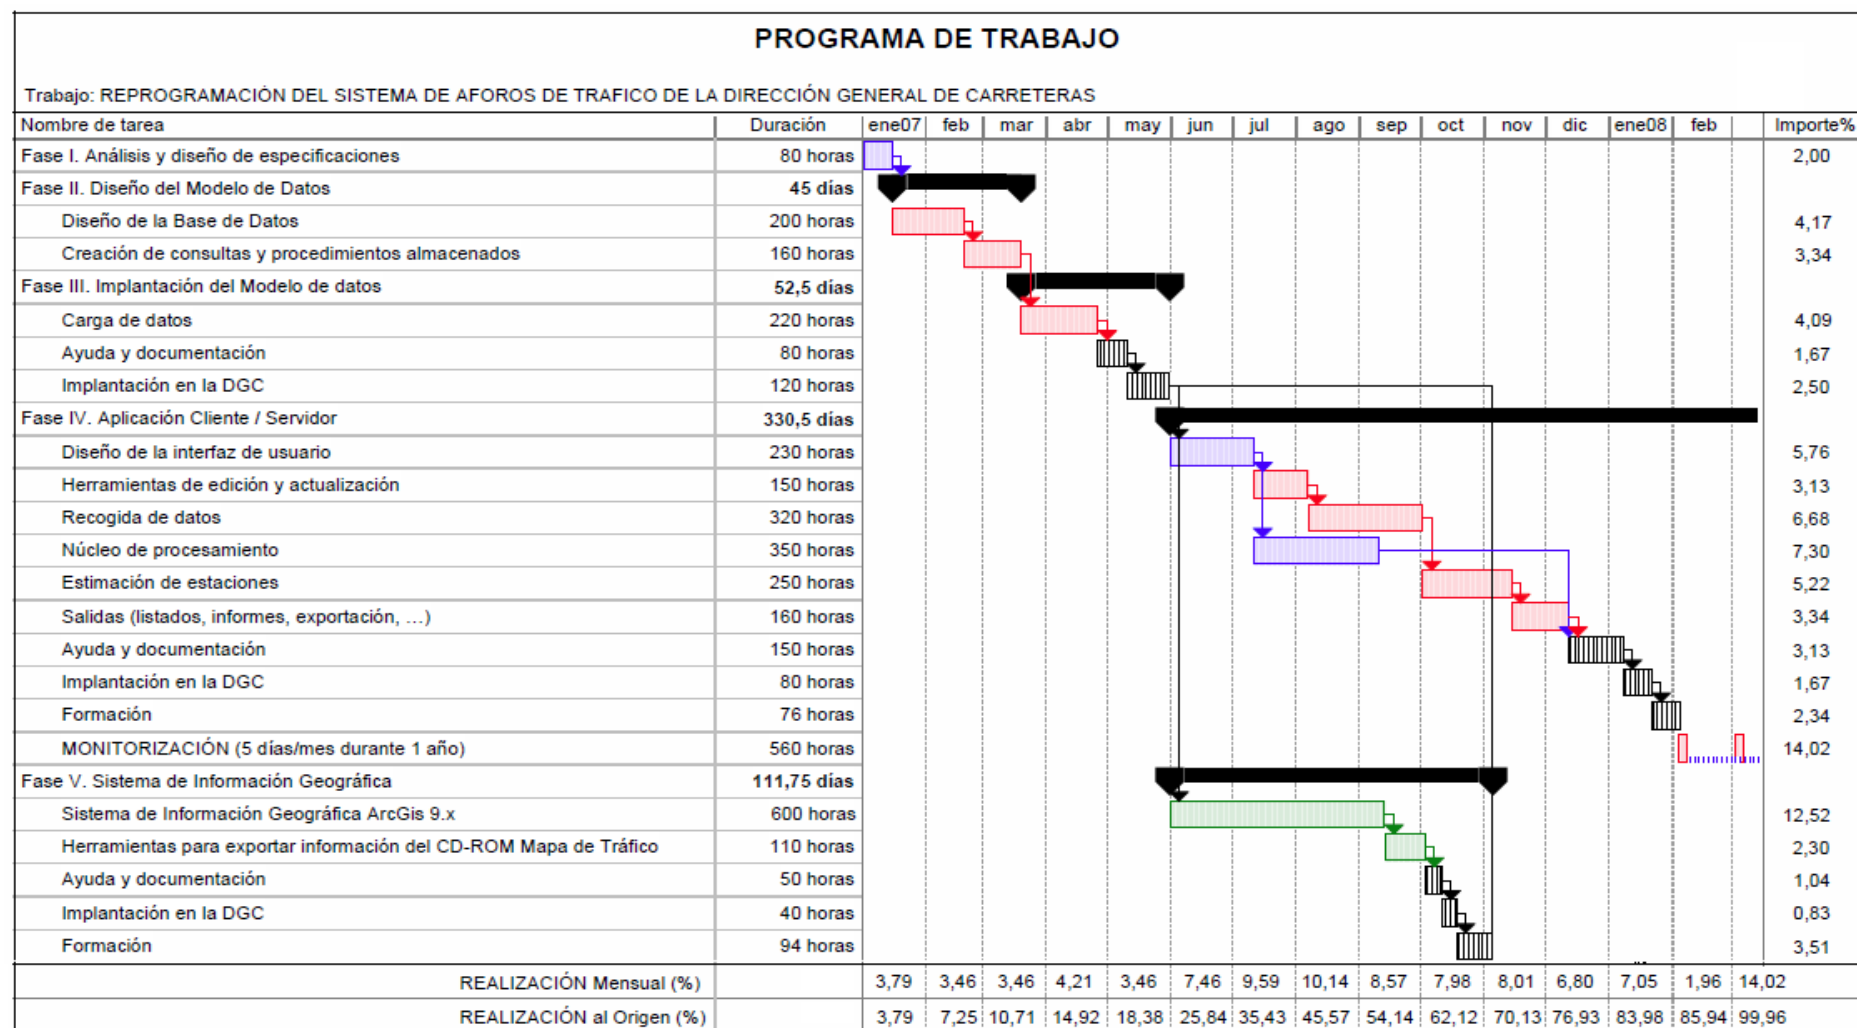 PROGRAMA DE TRABAJO
Trabajo: REPROGRAMACIÓN DEL SISTEMA DE AFOROS DE TRAFICO DE LA DIRECCIÓN GENERAL DE CARRETERAS
Nombre de tarea Duración ene07 feb mar abr may jun jul ago sep oct nov dic ene08 feb Importe%
Fase I. Análisis y diseño de especificaciones 80 horas 2,00
Fase II. Diseño del Modelo de Datos 45 días
Diseño de la Base de Datos 200 horas 4,17
Creación de consultas y procedimientos almacenados 160 horas 3,34
Fase III. Implantación del Modelo de datos 52,5 días
Carga de datos 220 horas 4,09
Ayuda y documentación 80 horas 1,67
Implantación en la DGC 120 horas 2,50
Fase IV. Aplicación Cliente / Servidor 330,5 días
Diseño de la interfaz de usuario 230 horas 5,76
Herramientas de edición y actualización 150 horas 3,13
Recogida de datos 320 horas 6,68
Núcleo de procesamiento 350 horas 7,30
Estimación de estaciones 250 horas 5,22
Salidas (listados, informes, exportación, ...) 160 horas 3,34
Ayuda y documentación 150 horas 3,13
Implantación en la DGC 80 horas 1,67
Formación 76 horas 2,34
MONITORIZACIÓN (5 días/mes durante 1 año) 560 horas 14,02
Fase V. Sistema de Información Geográfica 111,75 días
Sistema de Información Geográfica ArcGis 9.x 600 horas 12,52
Herramientas para exportar información del CD-ROM Mapa de Tráfico 110 horas 2,30
Ayuda y documentación 50 horas 1,04
Implantación en la DGC 40 horas 0,83
Formación 94 horas 3,51
REALIZACIÓN Mensual (%) 3,79 3,46 3,46 4,21 3,46 7,46 9,59 10,14 8,57 7,98 8,01 6,80 7,05 1,96 14,02
REALIZACIÓN al Origen (%) 3,79 7,25 10,71 14,92 18,38 25,84 35,43 45,57 54,14 62,12 70,13 76,93 83,98 85,94 99,96